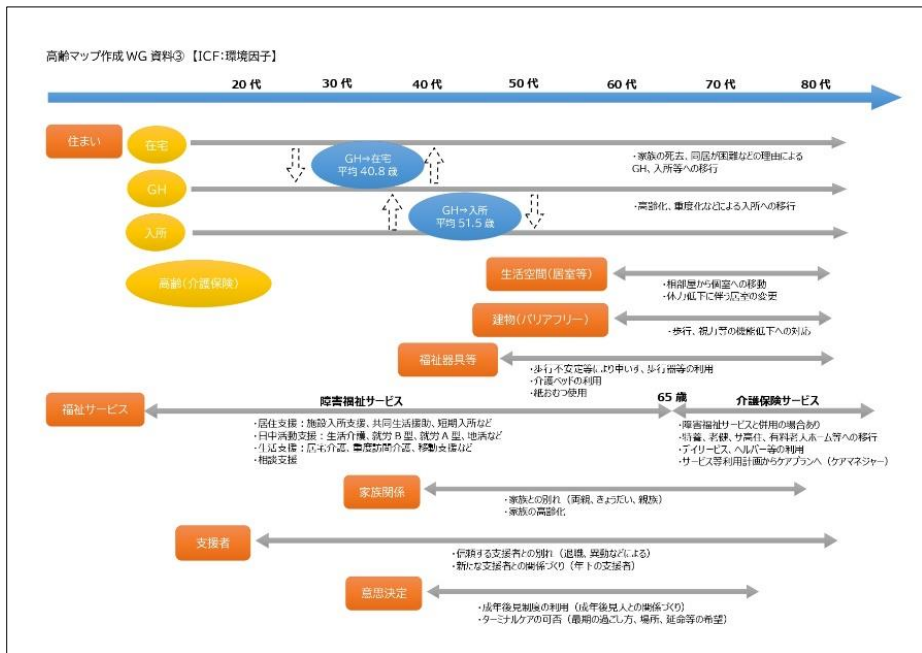 高齢マップ作成 WG 資料③ 【ICF:環境因子】
20 代 30 代 40 代 50 代 60 代 70 代 80 代
住まい
在宅
GH→在宅
平均 40.8 歳
・家族の死去、同居が困難などの理由による
GH、入所等への移行
GH
GH→入所
平均 51.5 歳
・高齢化、重度化などによる入所への移行
入所
高齢(介護保険)
生活空間(居室等)
・相部屋から個室への移動
・体力低下に伴う居室の変更
建物(バリアフリー)
・歩行、視力等の機能低下への対応
福祉器具等
・歩行不安定等により車いす、歩行器等の利用
・介護ベッドの利用
・紙おむつ使用
福祉サービス
障害福祉サービス
65 歳
介護保険サービス
・居住支援:施設入所支援、共同生活援助、短期入所など
・日中活動支援:生活介護、就労 B 型、就労 A 型、地活など
・生活支援:居宅介護、重度訪問介護、移動支援など
・相談支援
・障害福祉サービスと併用の場合あり
・特養、老健、サ高住、有料老人ホーム等への移行
・デイサービス、ヘルパー等の利用
・サービス等利用計画からケアプランへ(ケアマネジャー)
家族関係
・家族との別れ(両親、きょうだい、親族)
・家族の高齢化
支援者
・信頼する支援者との別れ(退職、異動などによる)
・新たな支援者との関係づくり(年下の支援者)
意思決定
・成年後見制度の利用(成年後見人との関係づくり)
・ターミナルケアの可否(最期の過ごし方、場所、延命等の希望)